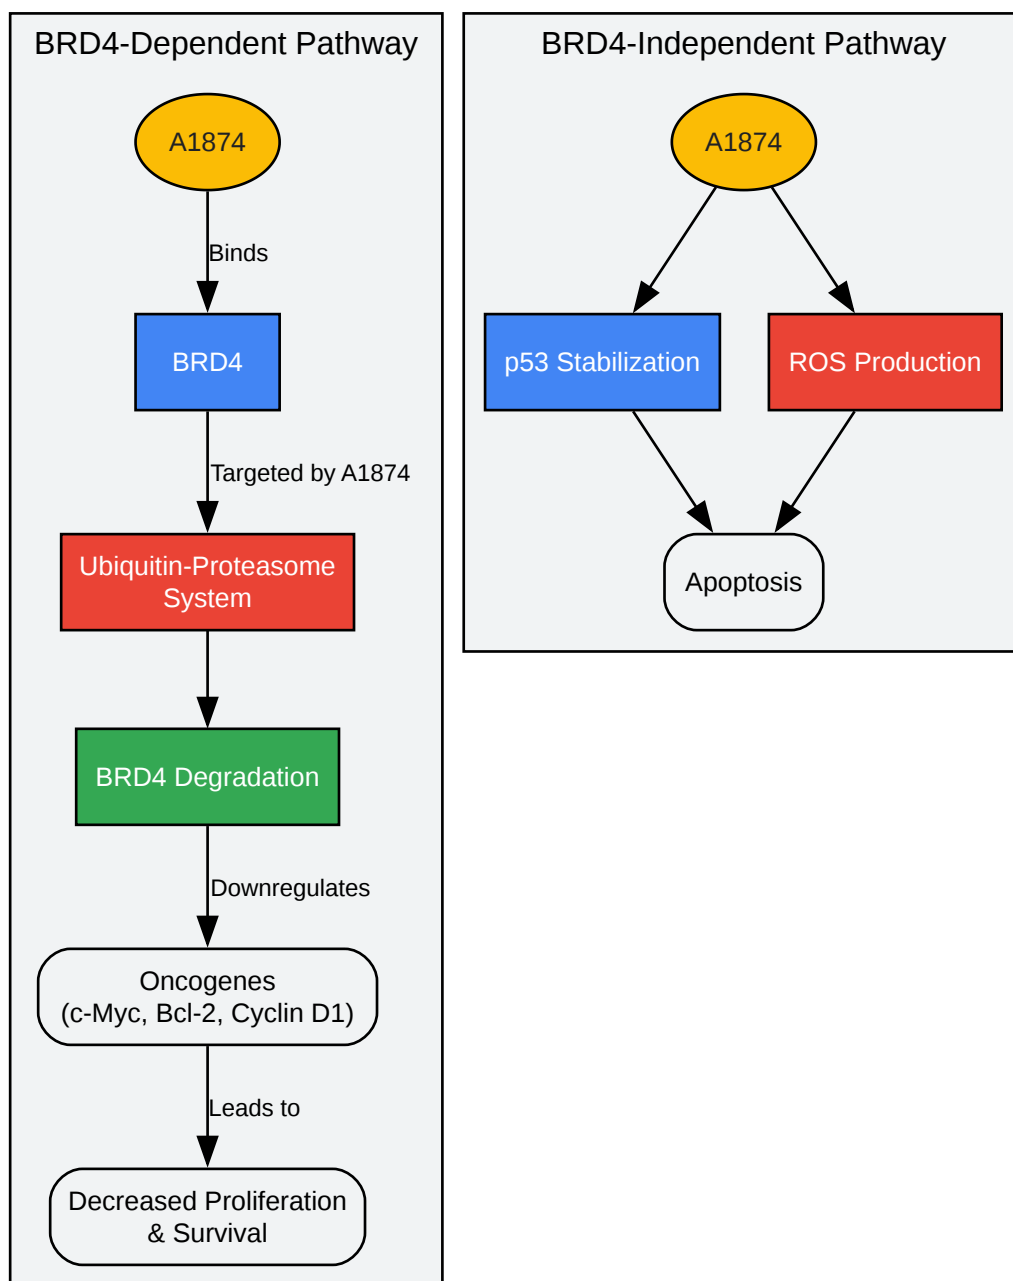 BRD4-Dependent Pathway
A1874
Binds
BRD4
Targeted by A1874
Ubiquitin-Proteasome
System
BRD4 Degradation
Downregulates
Oncogenes
(c-Myc, Bcl-2, Cyclin D1)
Leads to
Decreased Proliferation
& Survival
BRD4-Independent Pathway
A1874
p53 Stabilization
ROS Production
Apoptosis